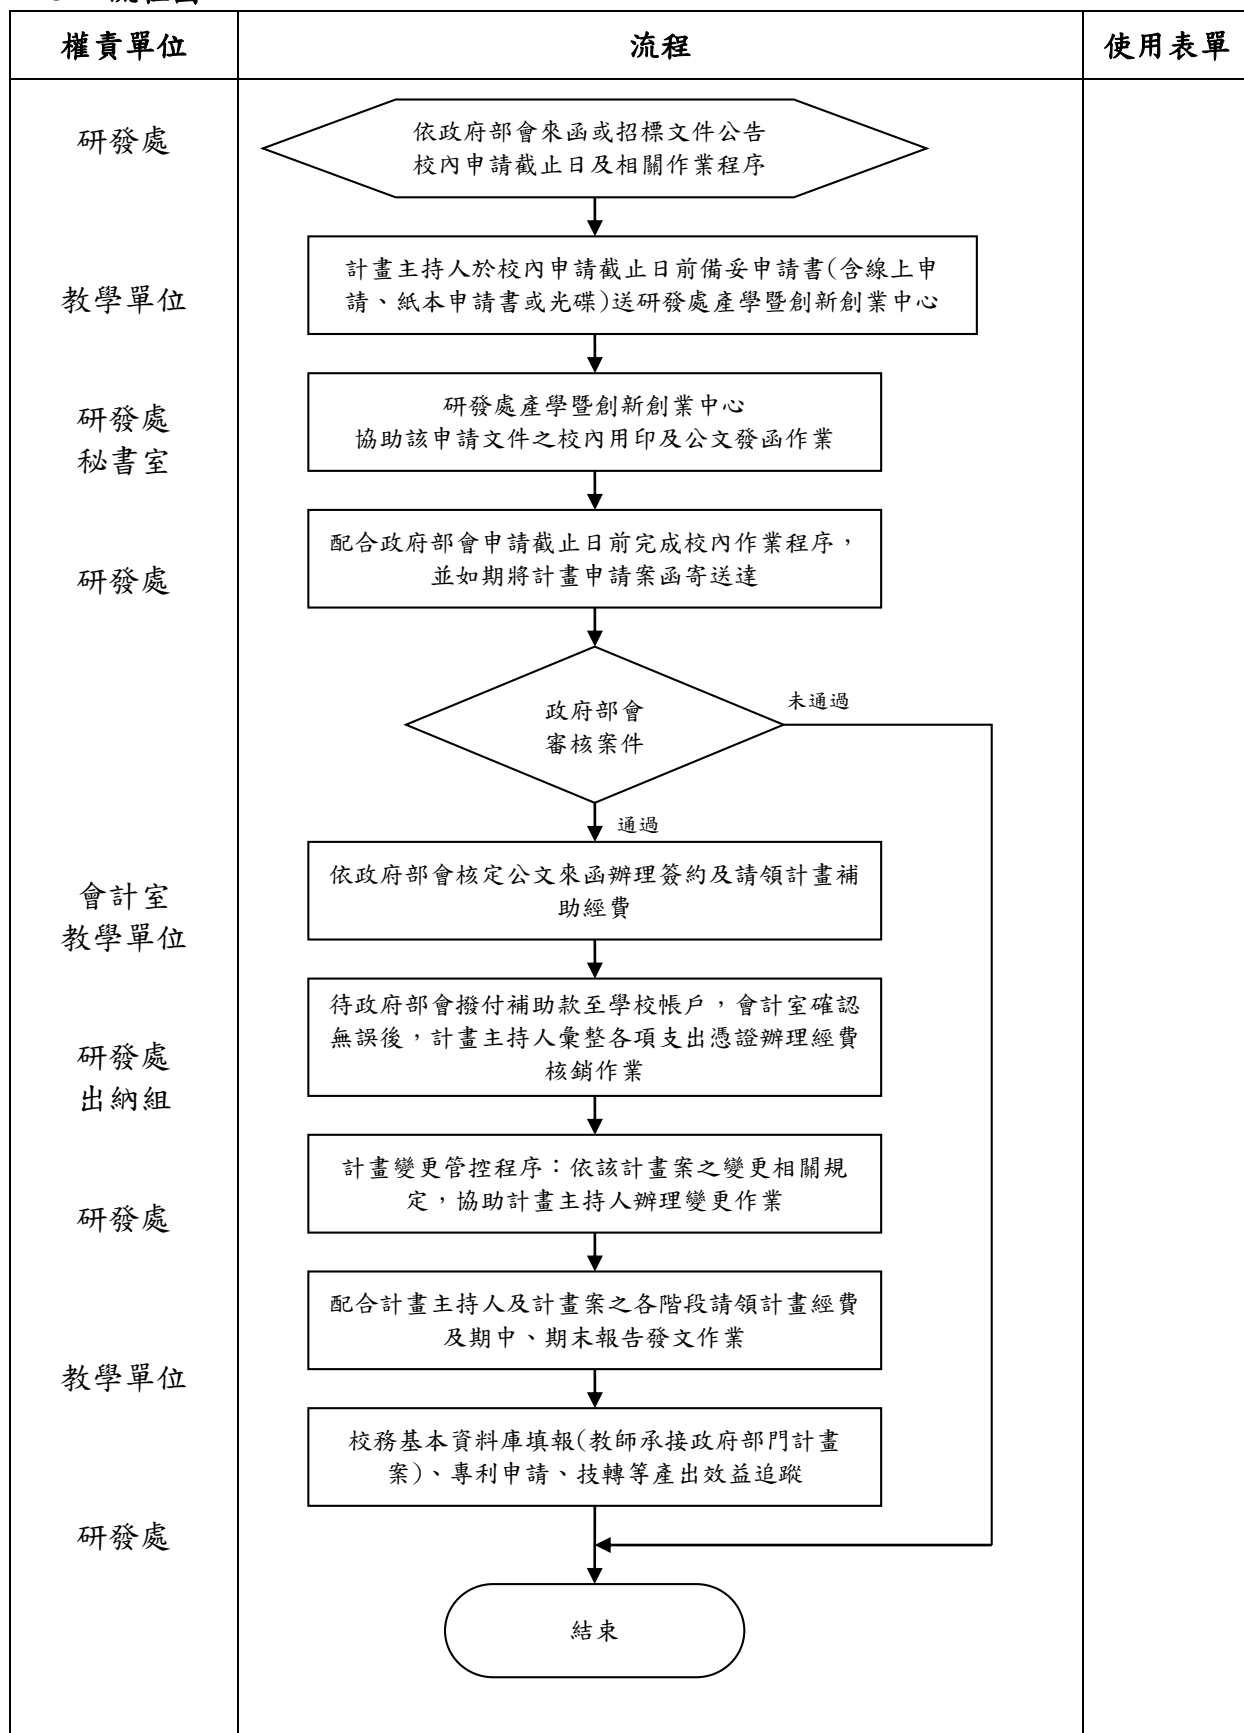 權責單位
流程
使用表單
研發處
依政府部會來函或招標文件公告
校內申請截止日及相關作業程序
教學單位
計畫主持人於校內申請截止日前備妥申請書(含線上申
請、紙本申請書或光碟)送研發處產學暨創新創業中心
研發處
秘書室
研發處產學暨創新創業中心
協助該申請文件之校內用印及公文發函作業
研發處
配合政府部會申請截止日前完成校內作業程序，
並如期將計畫申請案函寄送達
政府部會
審核案件
未通過
通過
會計室
教學單位
依政府部會核定公文來函辦理簽約及請領計畫補
助經費
研發處
出納組
待政府部會撥付補助款至學校帳戶，會計室確認
無誤後，計畫主持人彙整各項支出憑證辦理經費
核銷作業
研發處
計畫變更管控程序：依該計畫案之變更相關規
定，協助計畫主持人辦理變更作業
教學單位
配合計畫主持人及計畫案之各階段請領計畫經費
及期中、期末報告發文作業
研發處
校務基本資料庫填報(教師承接政府部門計畫
案)、專利申請、技轉等產出效益追蹤
結束